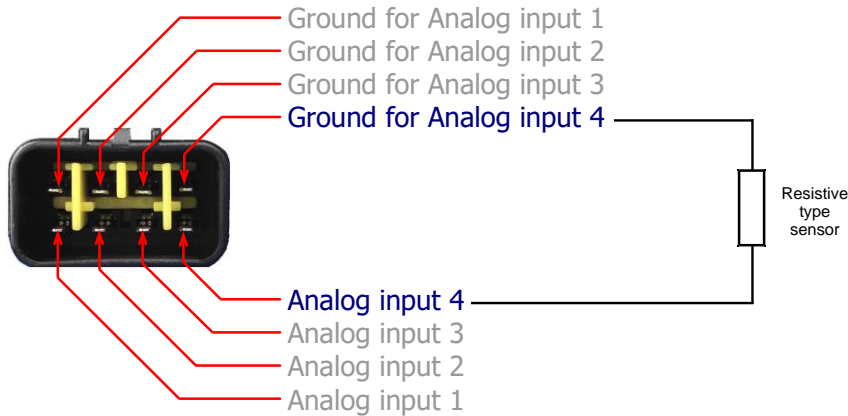 Ground for Analog input 1
Ground for Analog input 2
Ground for Analog input 3
Ground for Analog input 4
Resistive
type
sensor
Analog input 4
Analog input 3
Analog input 2
Analog input 1